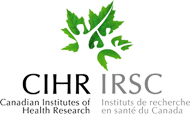 CIHR IRSC
Canadian Institutes of Instituts de recherche
Health Research en santé du Canada